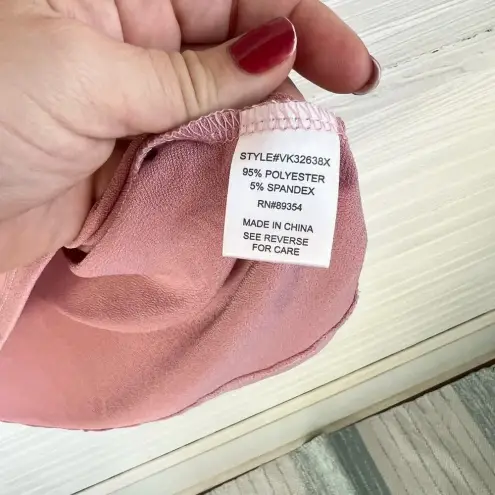 STYLE#VK32638X
95% POLYESTER
5% SPANDEX
RN#89354
MADE IN CHINA
SEE REVERSE
FOR CARE